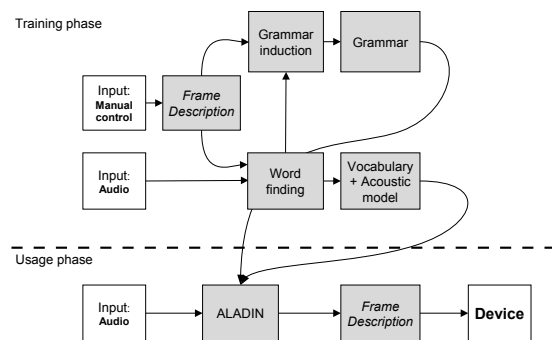 Training phase
Grammar
induction
Grammar
Input:
Manual
control
Frame
Description
Input:
Audio
Word
finding
Vocabulary
+ Acoustic
model
Usage phase
Input:
Audio
ALADIN
Frame
Description
Device